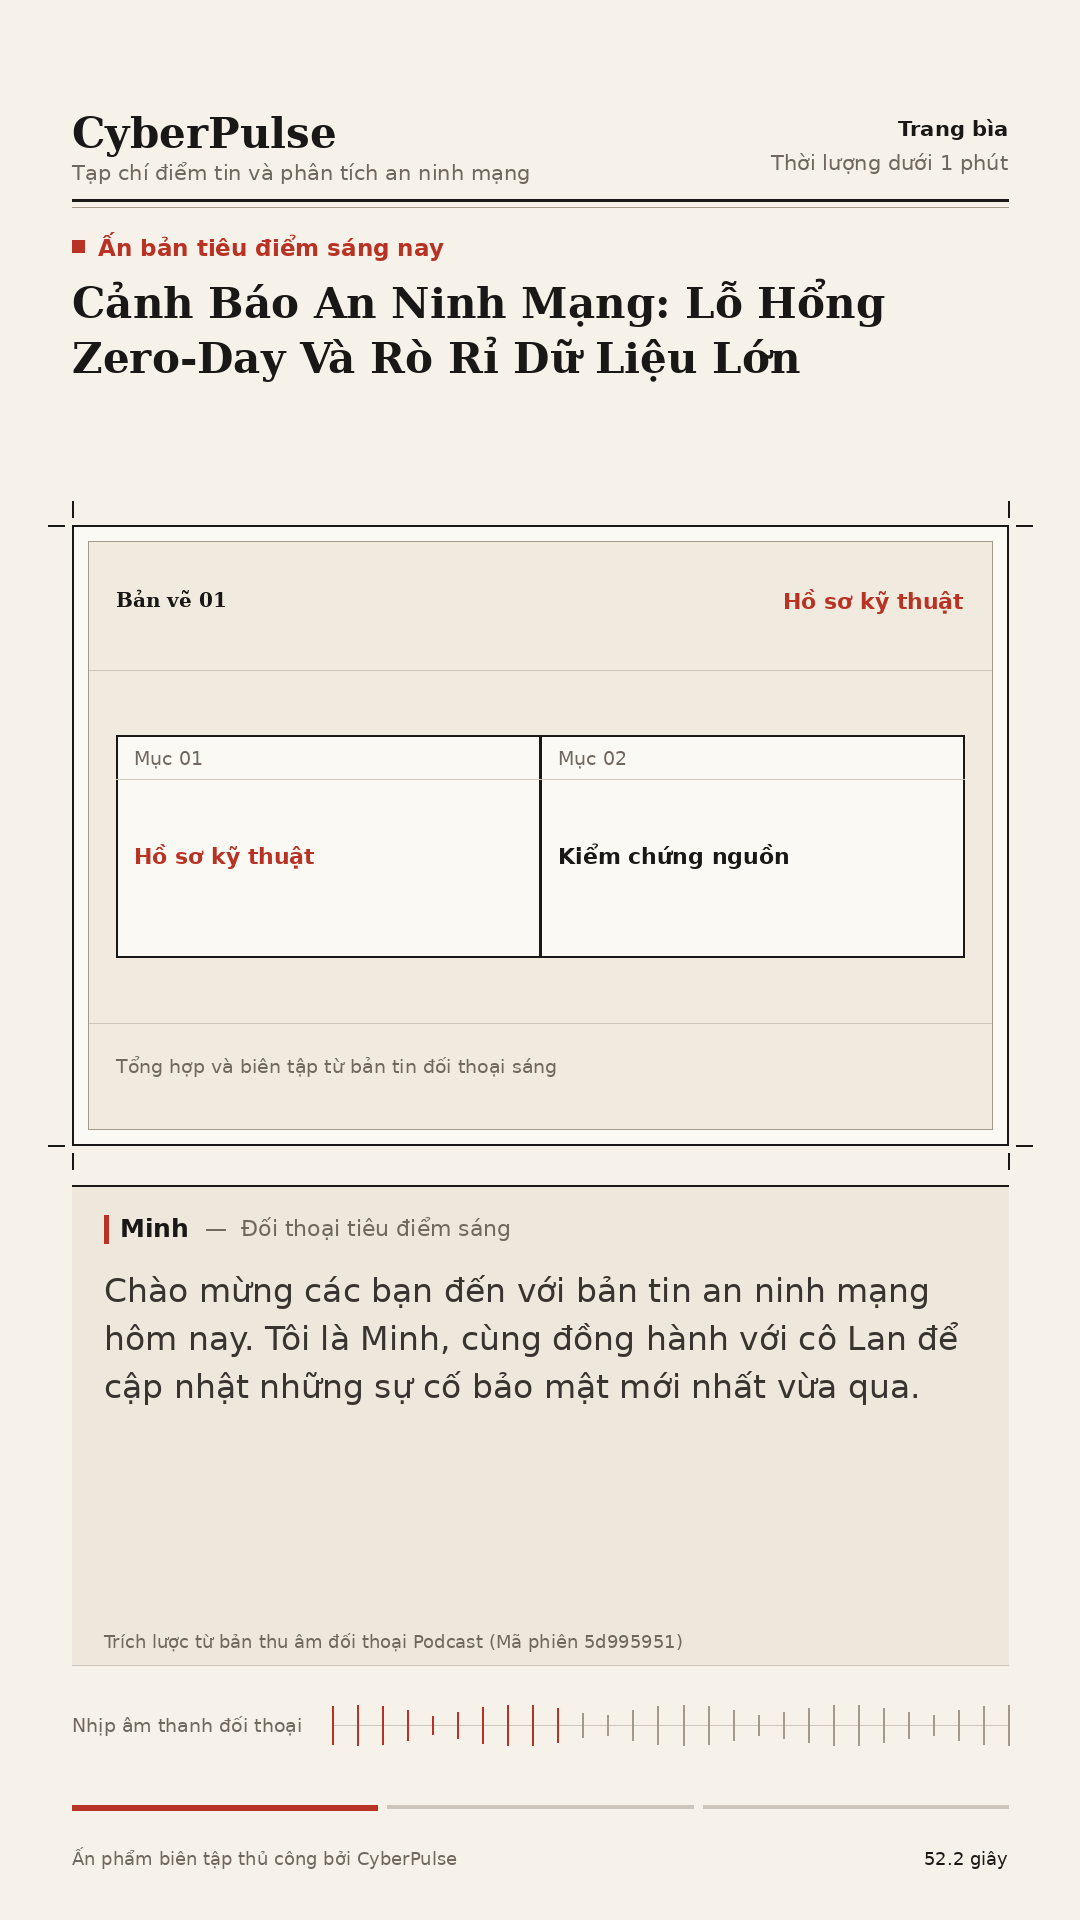 CyberPulse
Tạp chí điểm tin và phân tích an ninh mạng
Trang bìa
Thời lượng dưới 1 phút
Ấn bản tiêu điểm sáng nay
Cảnh Báo An Ninh Mạng: Lỗ Hổng
Zero-Day Và Rò Rỉ Dữ Liệu Lớn
Bản vẽ 01
Hồ sơ kỹ thuật
Mục 01
Mục 02
Hồ sơ kỹ thuật
Kiểm chứng nguồn
Tổng hợp và biên tập từ bản tin đối thoại sáng
Minh — Đối thoại tiêu điểm sáng
Chào mừng các bạn đến với bản tin an ninh mạng
hôm nay. Tôi là Minh, cùng đồng hành với cô Lan để
cập nhật những sự cố bảo mật mới nhất vừa qua.
Trích lược từ bản thu âm đối thoại Podcast (Mã phiên 5d995951)
Nhịp âm thanh đối thoại
Ấn phẩm biên tập thủ công bởi CyberPulse
52.2 giây